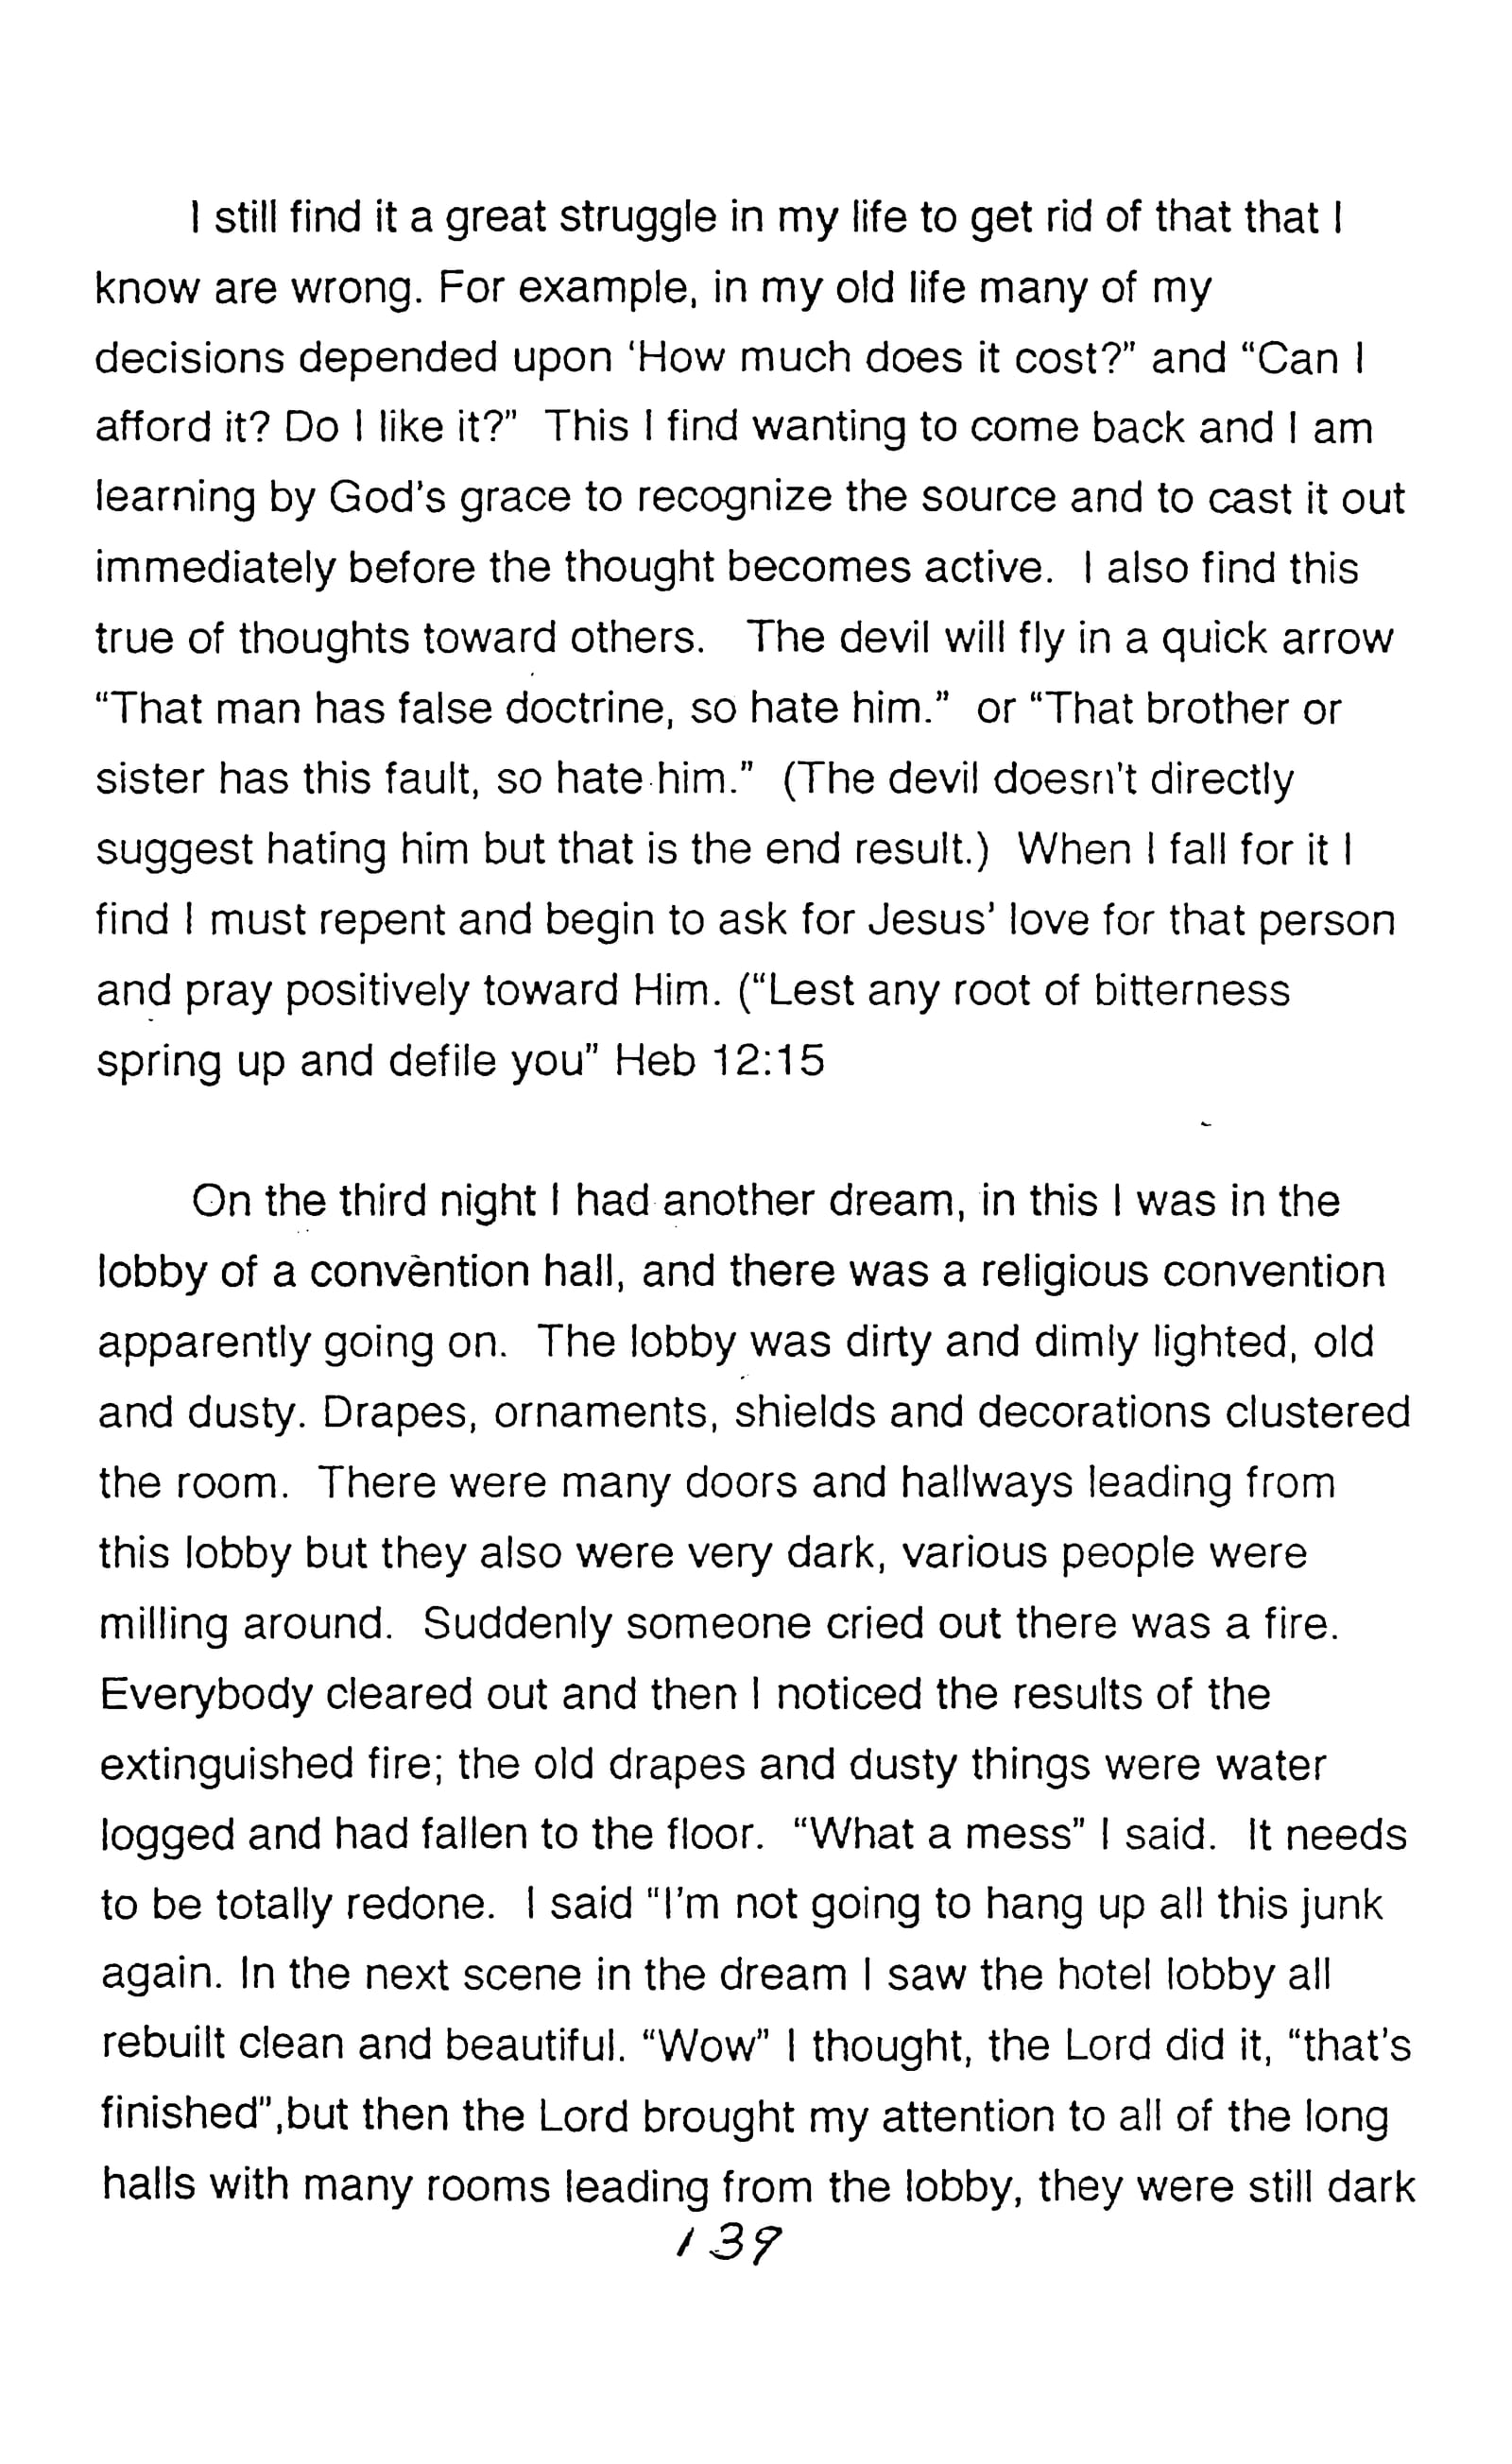 I still find it a great struggle in my life to get rid of that that I
know are wrong. For example, in my old life many of my
decisions depended upon ‘How much does it cost?” and “Can I
afford it? Do I like it?” This I find wanting to come back and I am
learning by God’s grace to recognize the source and to cast it out
immediately before the thought becomes active. I also find this
true of thoughts toward others. The devil will fly in a quick arrow
“That man has false doctrine, so hate him.” or “That brother or
sister has this fault, so hate him.” (The devil doesn’t directly
suggest hating him but that is the end result.) When I fall for it I
find I must repent and begin to ask for Jesus’ love for that person
and pray positively toward Him. (“Lest any root of bitterness
spring up and defile you” Heb 12:15
On the third night I had another dream, in this I was in the
lobby of a convention hall, and there was a religious convention
apparently going on. The lobby was dirty and dimly lighted, old
and dusty. Drapes, ornaments, shields and decorations clustered
the room. There were many doors and hallways leading from
this lobby but they also were very dark, various people were
milling around. Suddenly someone cried out there was a fire.
Everybody cleared out and then I noticed the results of the
extinguished fire; the old drapes and dusty things were water
logged and had fallen to the floor. “What a mess” I said. It needs
to be totally redone. I said “I’m not going to hang up all this junk
again. In the next scene in the dream I saw the hotel lobby all
rebuilt clean and beautiful. “Wow” I thought, the Lord did it, “that’s
finished”,but then the Lord brought my attention to all of the long
halls with many rooms leading from the lobby, they were still dark
139